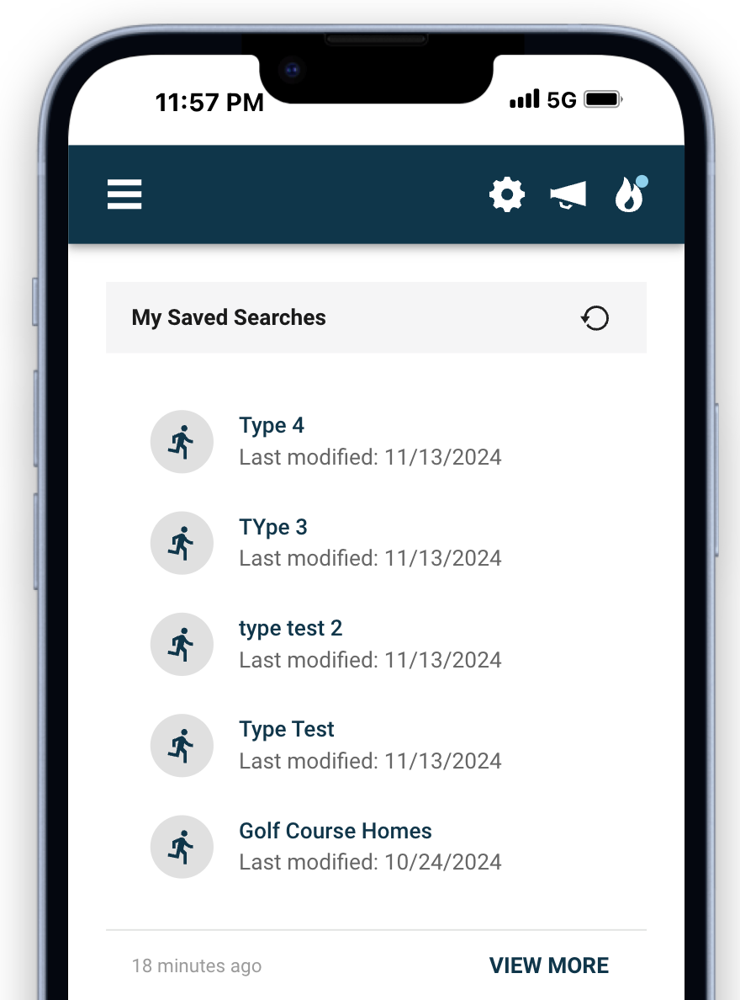 11:57 PM 5G
My Saved Searches
Type 4
Last modified: 11/13/2024
TYpe 3
Last modified: 11/13/2024
type test 2
Last modified: 11/13/2024
Type Test
Last modified: 11/13/2024
Golf Course Homes
Last modified: 10/24/2024
18 minutes ago VIEW MORE